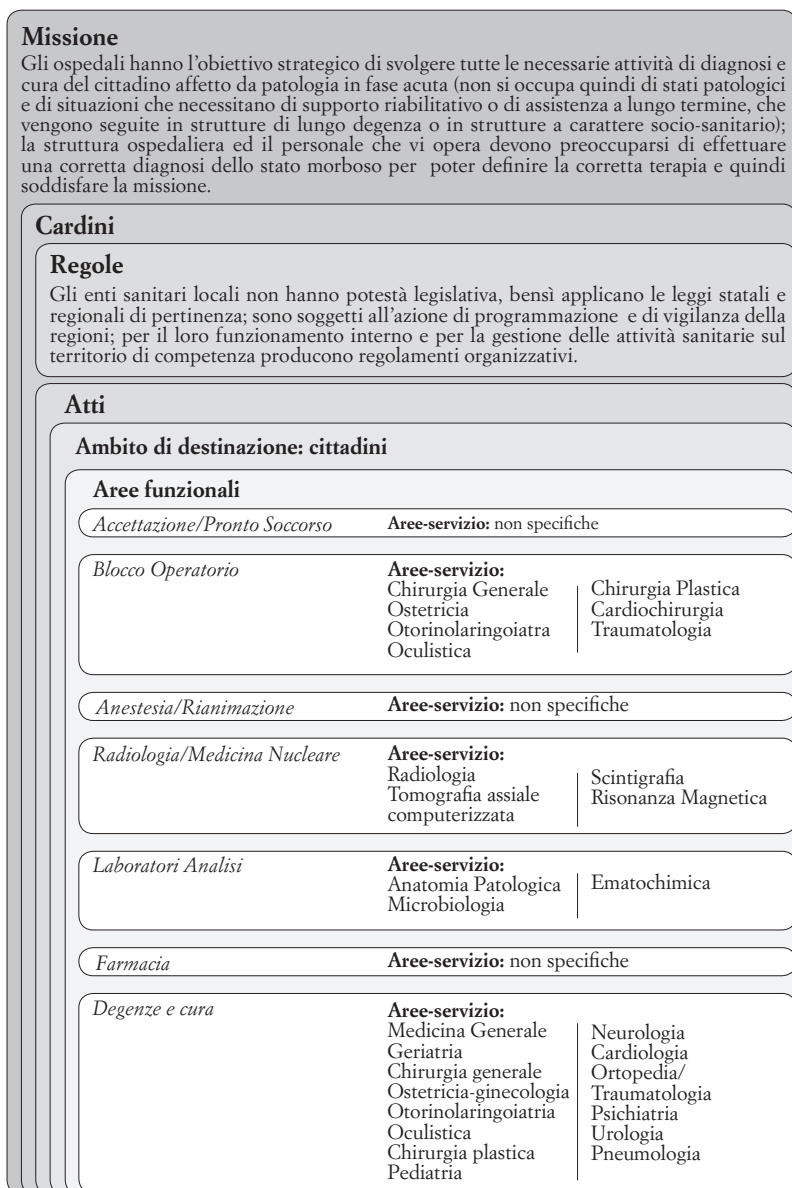 Missione
Gli ospedali hanno l’obiettivo strategico di svolgere tutte le necessarie attività di diagnosi e
cura del cittadino affetto da patologia in fase acuta (non si occupa quindi di stati patologici
e di situazioni che necessitano di supporto riabilitativo o di assistenza a lungo termine, che
vengono seguite in strutture di lungo degenza o in strutture a carattere socio-sanitario);
la struttura ospedaliera ed il personale che vi opera devono preoccuparsi di effettuare
una corretta diagnosi dello stato morboso per poter definire la corretta terapia e quindi
soddisfare la missione.
Cardini
Regole
Gli enti sanitari locali non hanno potestà legislativa, bensì applicano le leggi statali e
regionali di pertinenza; sono soggetti all’azione di programmazione e di vigilanza della
regioni; per il loro funzionamento interno e per la gestione delle attività sanitarie sul
territorio di competenza producono regolamenti organizzativi.
Atti
Ambito di destinazione: cittadini
Aree funzionali
Accettazione/Pronto Soccorso
Aree-servizio: non specifiche
Blocco Operatorio
Aree-servizio:
Chirurgia Generale
Ostetricia
Otorinolaringoiatra
Oculistica
Chirurgia Plastica
Cardiochirurgia
Traumatologia
Anestesia/Rianimazione
Aree-servizio: non specifiche
Radiologia/Medicina Nucleare
Aree-servizio:
Radiologia
Tomografia assiale
computerizzata
Scintigrafia
Risonanza Magnetica
Laboratori Analisi
Aree-servizio:
Anatomia Patologica
Microbiologia
Ematochimica
Farmacia
Aree-servizio: non specifiche
Degenze e cura
Aree-servizio:
Medicina Generale
Geriatria
Chirurgia generale
Ostetricia-ginecologia
Otorinolaringoiatria
Oculistica
Chirurgia plastica
Pediatria
Neurologia
Cardiologia
Ortopedia/
Traumatologia
Psichiatria
Urologia
Pneumologia